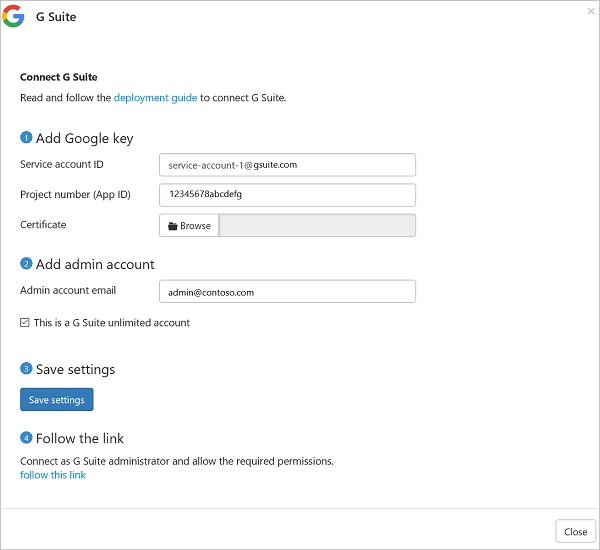 G Suite
×
Connect G Suite
Read and follow the deployment guide to connect G Suite.
1 Add Google key
Service account ID service-account-1@gsuite.com
Project number (App ID) 12345678abcdefg
Certificate Browse
2 Add admin account
Admin account email admin@contoso.com
This is a G Suite unlimited account
3 Save settings
Save settings
4 Follow the link
Connect as G Suite administrator and allow the required permissions.
follow this link
Close